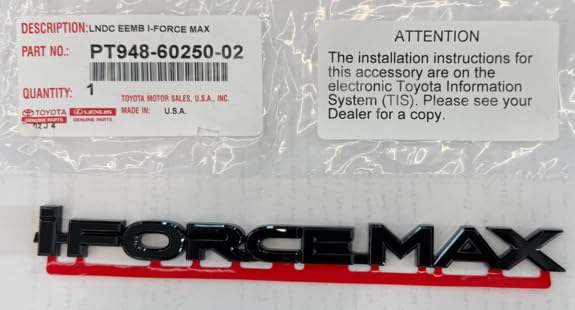 DESCRIPTION: LNDC EEMB I-FORCE MAX
PART NO.: PT948-60250-02
QUANTITY: 1
TOYOTA MOTOR SALES, U.S.A., INC.
TOYOTA LEXUS MADE IN: U.S.A.
GENUINE PARTS GENUINE PARTS
ATTENTION
The installation instructions for
this accessory are on the
electronic Toyota Information
System (TIS). Please see your
Dealer for a copy.
i-FORCE MAX